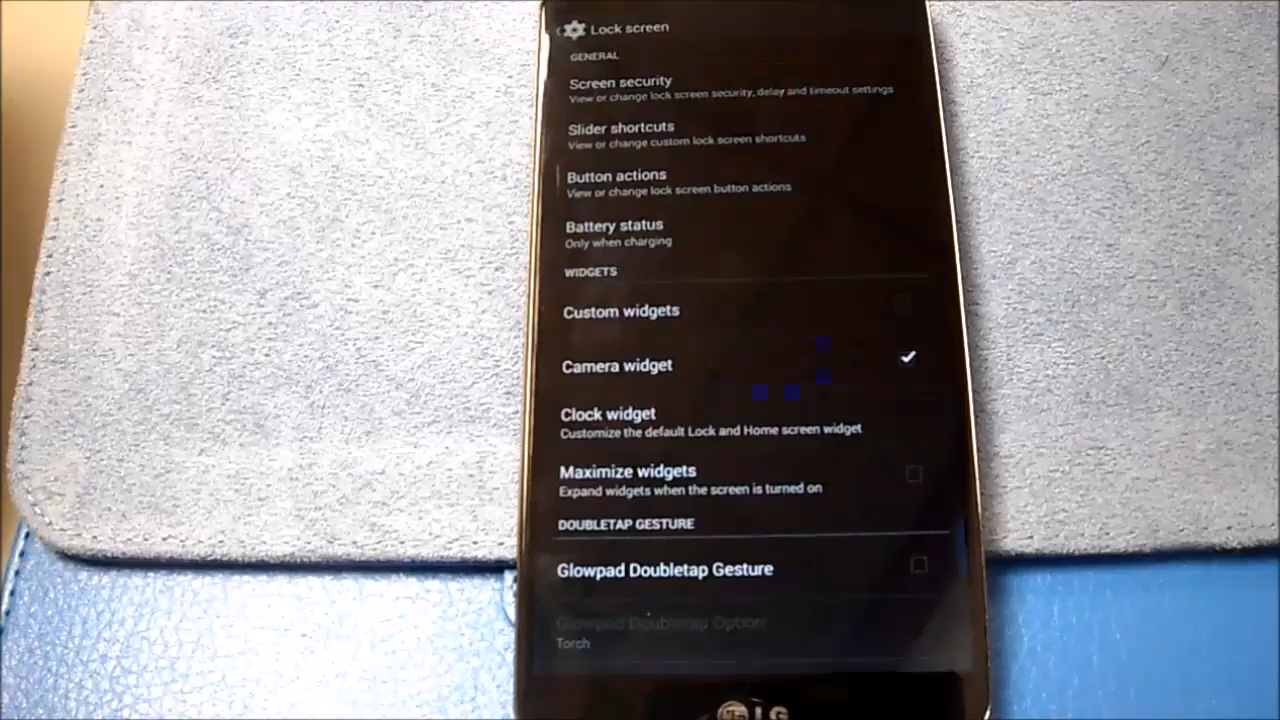 Lock screen
GENERAL
Screen security
View or change lock screen security, delay and timeout settings
Slider shortcuts
View or change custom lock screen shortcuts
Button actions
View or change lock screen button actions
Battery status
Only when charging
WIDGETS
Custom widgets
Camera widget
Clock widget
Customize the default Lock and Home screen widget
Maximize widgets
Expand widgets when the screen is turned on
DOUBLETAP GESTURE
Glowpad Doubletap Gesture
Glowpad Doubletap Option
Torch
LG